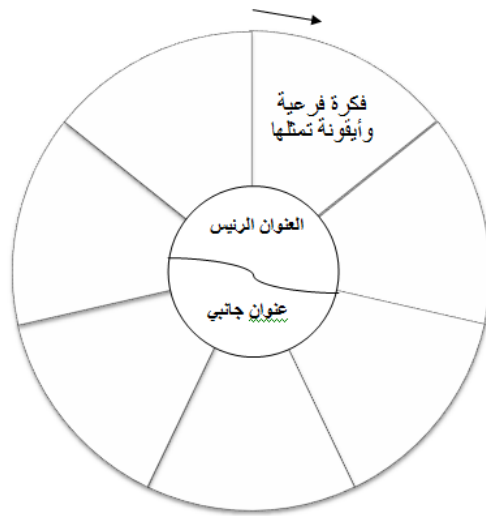 فكرة فرعية
وأيقونة تمثلها
العنوان الرئيس
عنوان جانبي